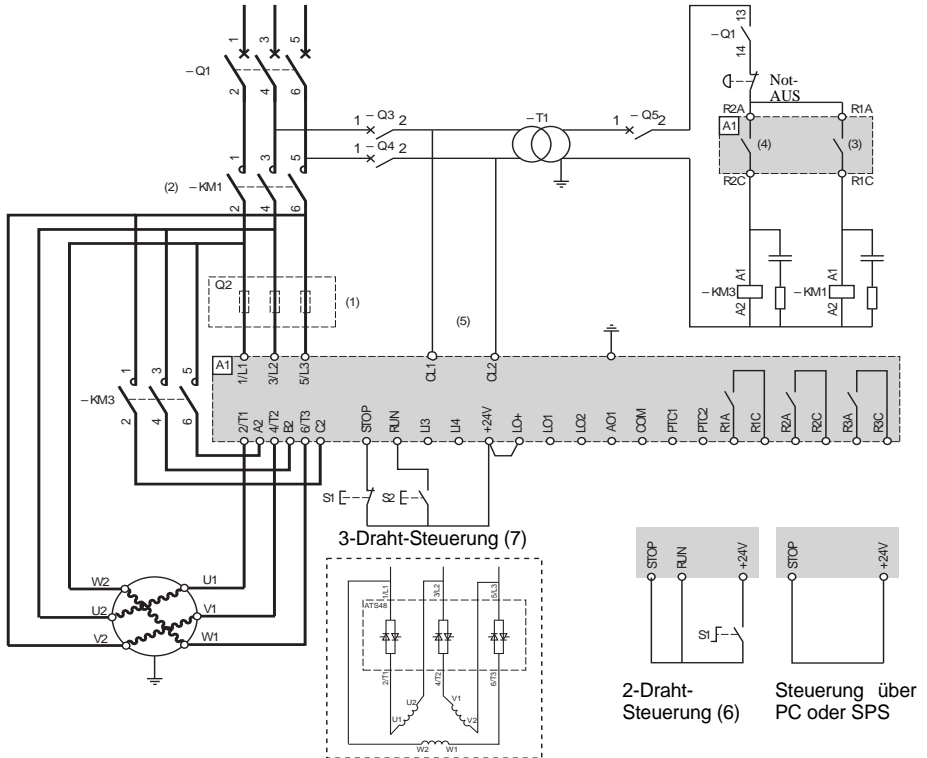 1 3 5
– Q1
2 4 6
13
– Q1
14
Not-
AUS
1 – Q3 2
1 – Q4 2
– T1
1 – Q5 2
R2A R1A
A1
(4) (3)
R2C R1C
1 3 5
(2) – KM1
2 4 6
A1 A1
– KM3 – KM1
A2 A2
Q2
(1)
(5)
A1
1/L1 3/L2 5/L3 CL1 CL2
1 3 5
– KM3
2 4 6
2/T1 A2 4/T2 B2 6/T3 C2 STOP RUN LI3 LI4 +24V LO+ LO1 LO2 AO1 COM PTC1 PTC2 R1A R1C R2A R2C R3A R3C
S1 S2
3-Draht-Steuerung (7)
W2 U1
U2 V1
V2 W1
1/L1 3/L2 5/L3
ATS48
2/T1 4/T2 6/T3
U1 U2 V1 V2
W2 W1
STOP RUN +24V
S1
2-Draht-
Steuerung (6)
STOP +24V
Steuerung über
PC oder SPS